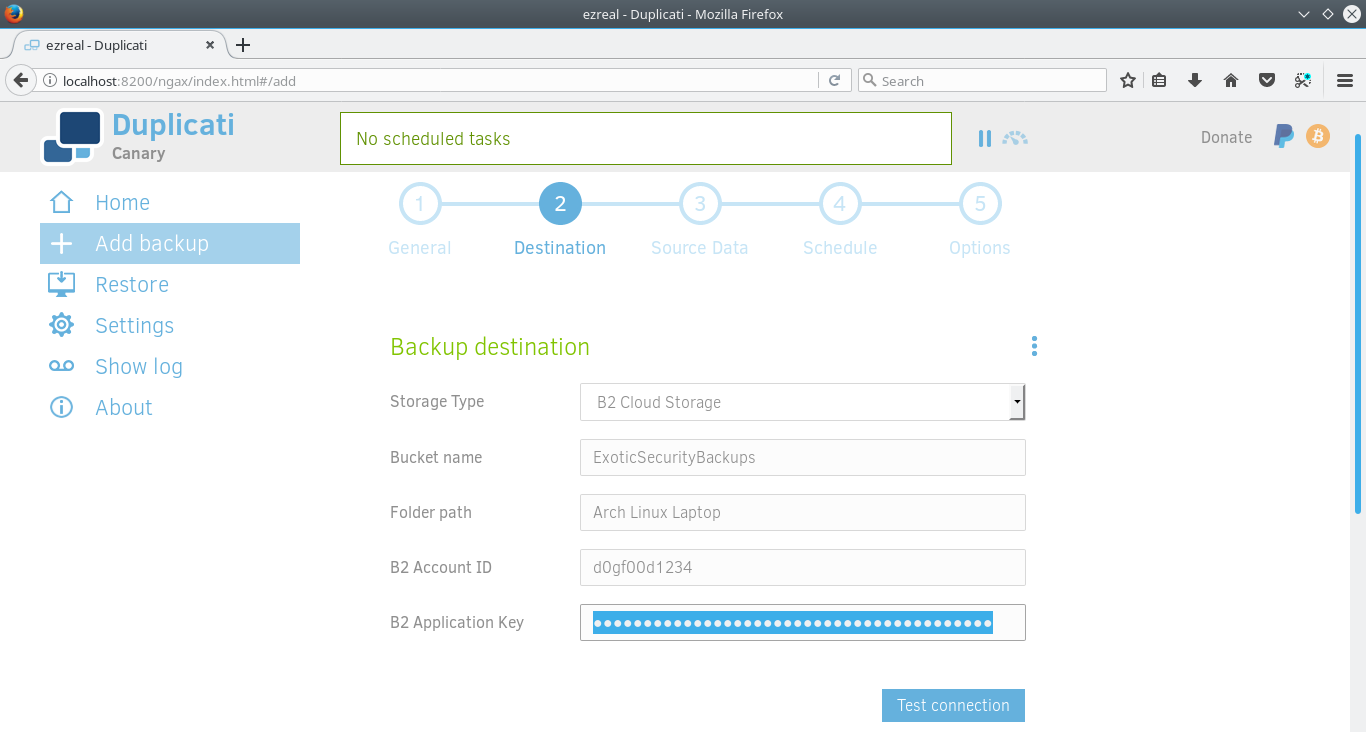 ezreal - Duplicati - Mozilla Firefox
ezreal - Duplicati
localhost:8200/ngax/index.html#/add
Search
Duplicati
Canary
No scheduled tasks
Donate
Home
Add backup
Restore
Settings
Show log
About
1 2 3 4 5
General Destination Source Data Schedule Options
Backup destination
Storage Type B2 Cloud Storage
Bucket name ExoticSecurityBackups
Folder path Arch Linux Laptop
B2 Account ID d0gf00d1234
B2 Application Key ••••••••••••••••••••••••••••••••••••••••
Test connection